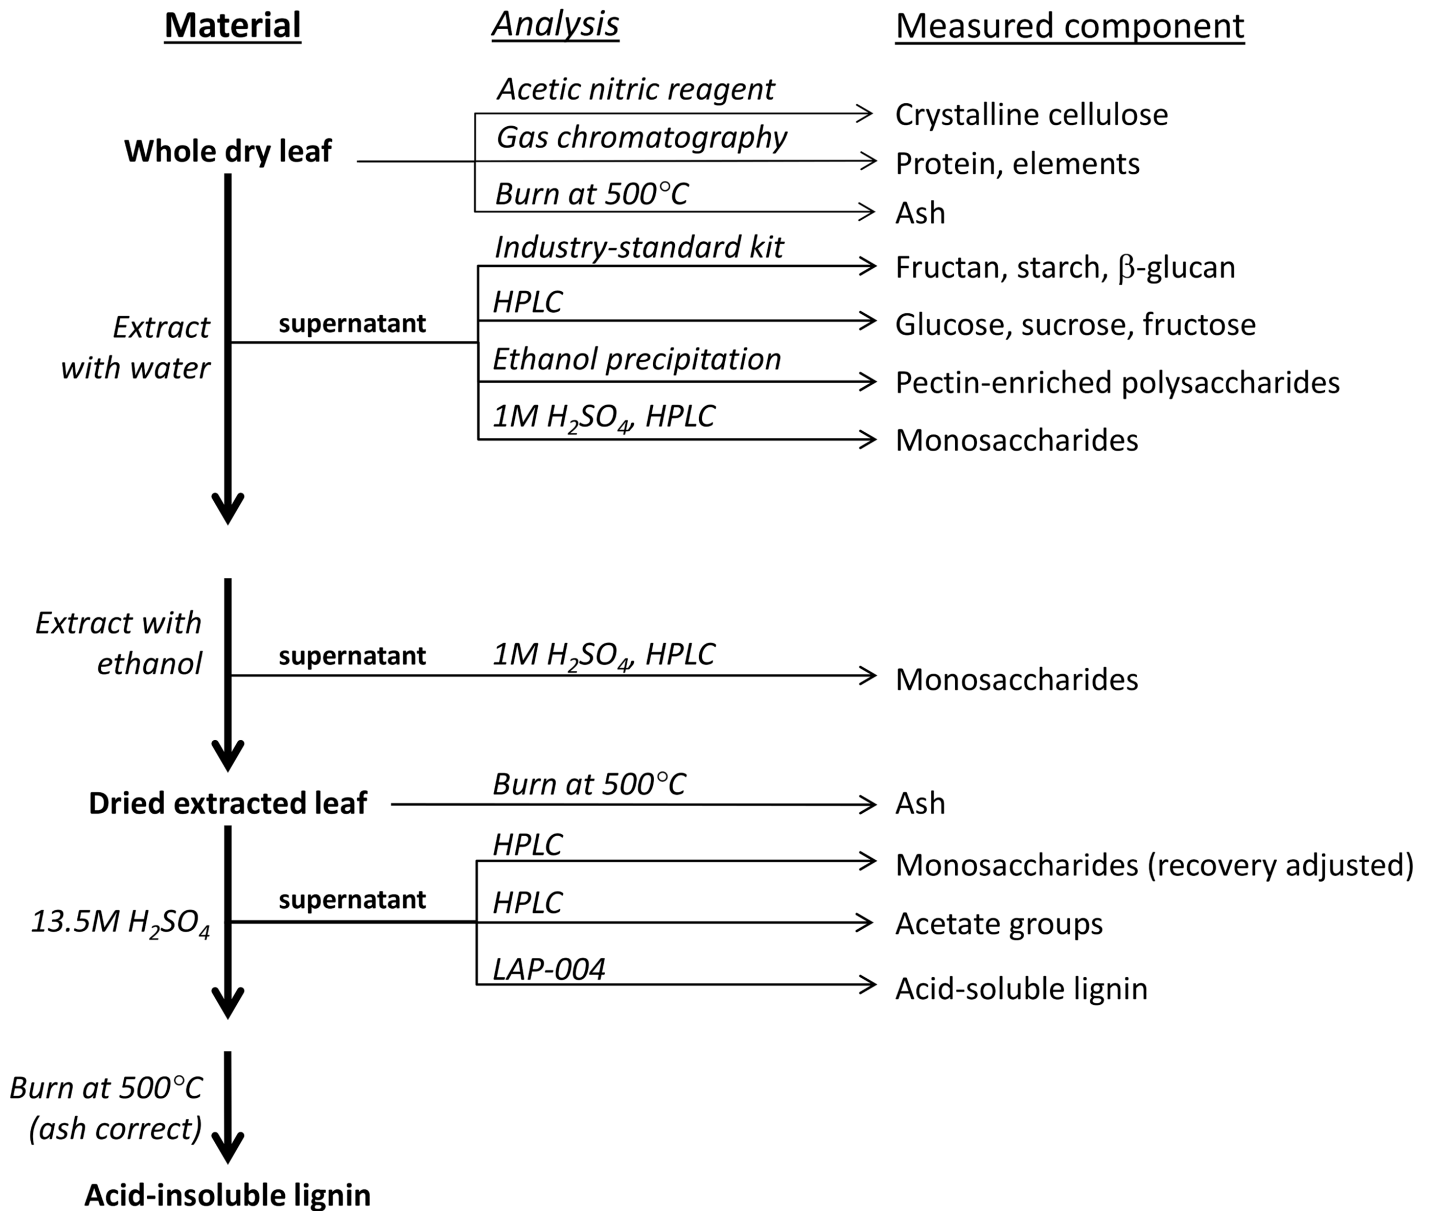 Material Analysis Measured component
Acetic nitric reagent
Crystalline cellulose
Whole dry leaf
Gas chromatography
Protein, elements
Burn at 500°C
Ash
Industry-standard kit
Fructan, starch, β-glucan
Extract
with water
supernatant
HPLC
Glucose, sucrose, fructose
Ethanol precipitation
Pectin-enriched polysaccharides
1M H₂SO₄, HPLC
Monosaccharides
Extract with
ethanol
supernatant
1M H₂SO₄, HPLC
Monosaccharides
Dried extracted leaf
Burn at 500°C
Ash
HPLC
Monosaccharides (recovery adjusted)
13.5M H₂SO₄
supernatant
HPLC
Acetate groups
LAP-004
Acid-soluble lignin
Burn at 500°C
(ash correct)
Acid-insoluble lignin